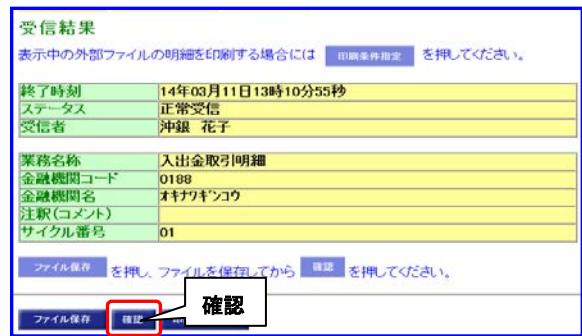 受信結果
表示中の外部ファイルの明細を印刷する場合には 印刷条件指定 を押してください。
終了時刻 14年03月11日13時10分55秒
ステータス 正常受信
受信者 沖銀 花子
業務名称 入出金取引明細
金融機関コード 0188
金融機関名 オキナワギンコウ
注釈(コメント)
サイクル番号 01
ファイル保存 を押し、ファイルを保存してから 確認 を押してください。
確認
ファイル保存 確認